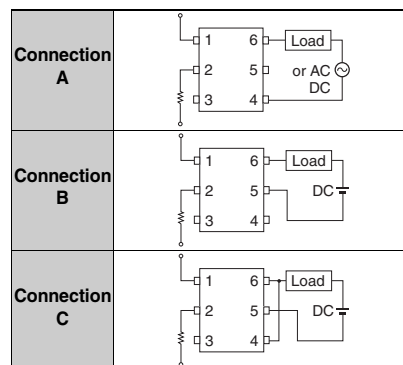 Connection
A
1 6 Load
2 5 or AC
DC
3 4
Connection
B
1 6 Load
2 5 DC
3 4
Connection
C
1 6 Load
2 5 DC
3 4